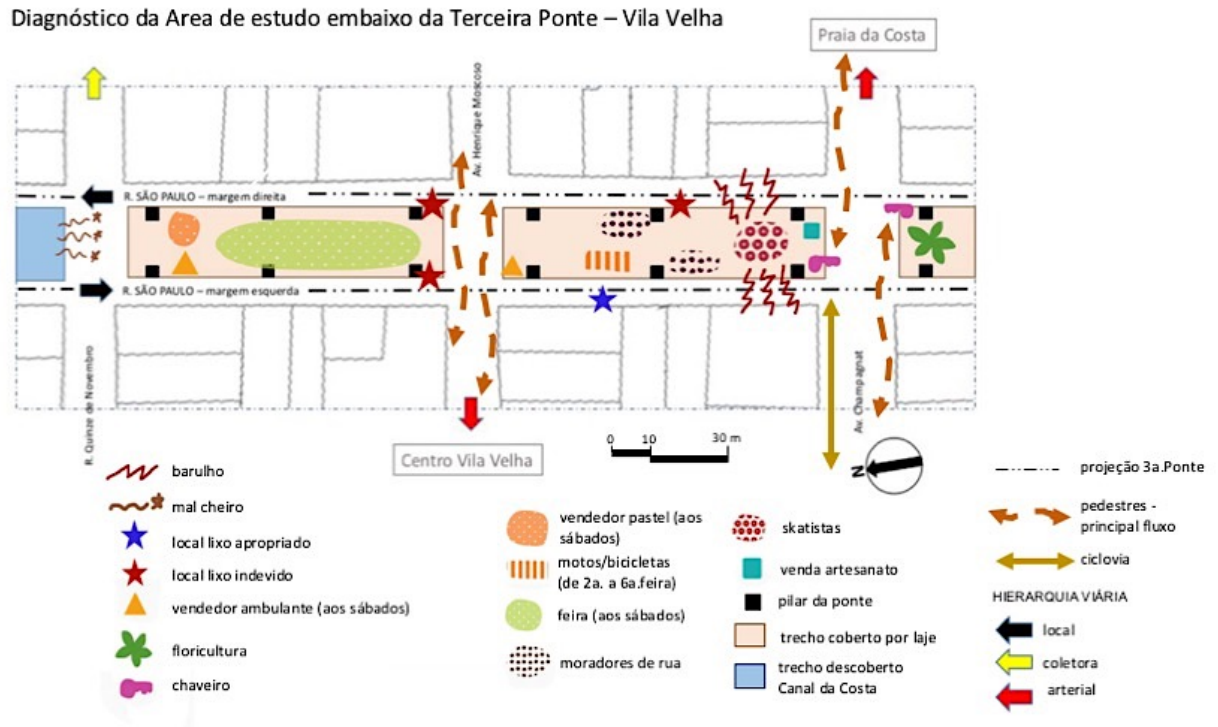 Diagnóstico da Area de estudo embaixo da Terceira Ponte – Vila Velha
Praia da Costa
Av. Henrique Moscoso
R. SÃO PAULO – margem direita
R. SÃO PAULO – margem esquerda
R. Quinze de Novembro
Av. Champagnat
Centro Vila Velha
0 10 30 m
N
barulho
mal cheiro
local lixo apropriado
local lixo indevido
vendedor ambulante (aos sábados)
floricultura
chaveiro
vendedor pastel (aos
sábados)
motos/bicicletas
(de 2a. a 6a.feira)
feira (aos sábados)
moradores de rua
skatistas
venda artesanato
pilar da ponte
trecho coberto por laje
trecho descoberto
Canal da Costa
projeção 3a.Ponte
pedestres -
principal fluxo
ciclovia
HIERARQUIA VIÁRIA
local
coletora
arterial